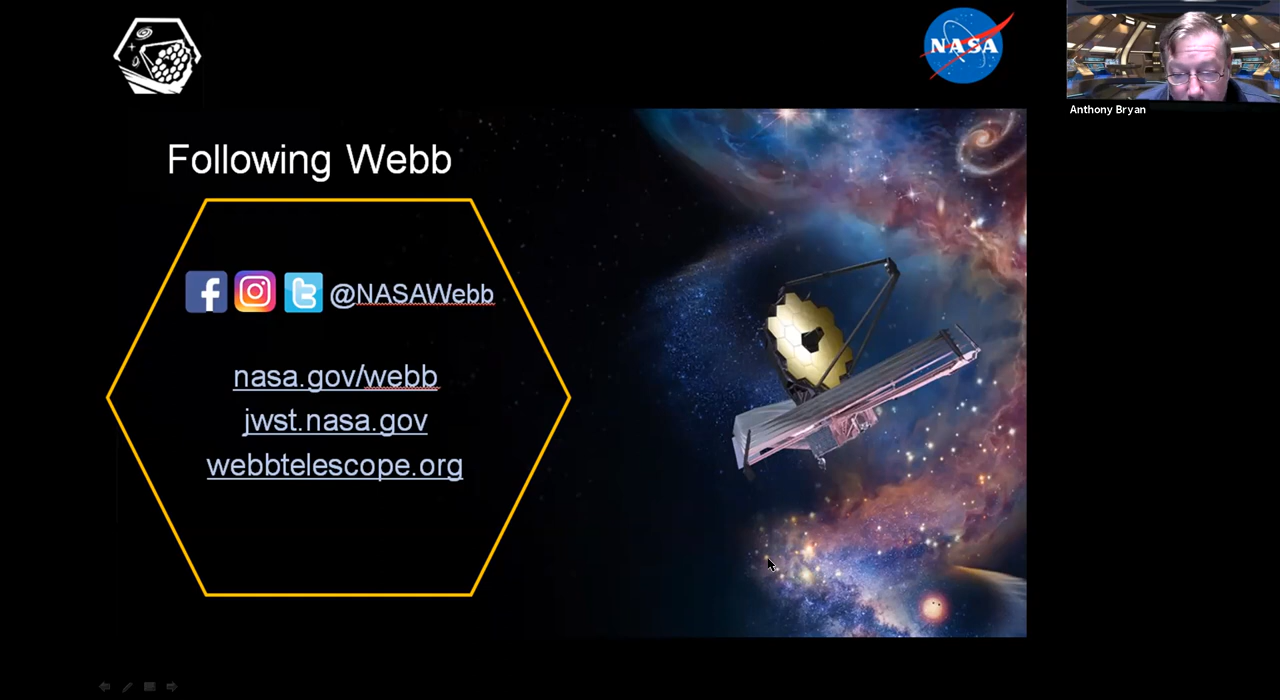 NASA
Anthony Bryan
Following Webb
@NASAWebb
nasa.gov/webb
jwst.nasa.gov
webbtelescope.org